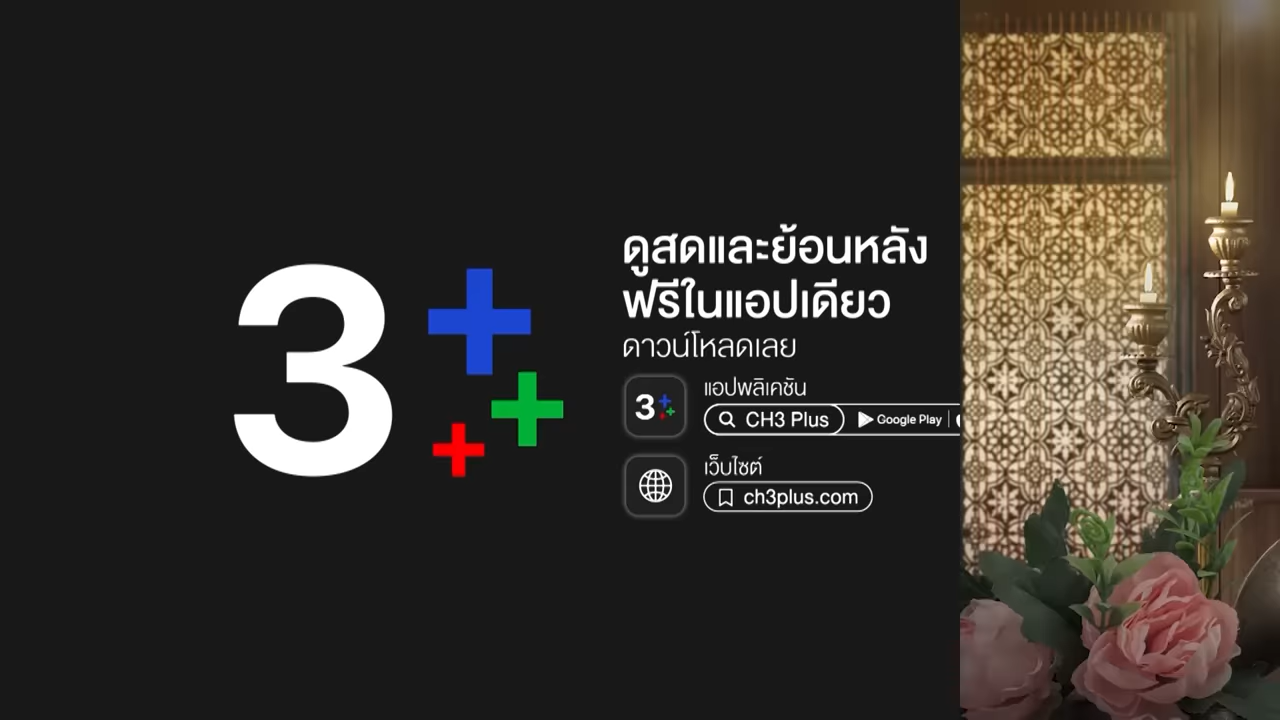 3
ดูสดและย้อนหลัง
ฟรีในแอปเดียว
ดาวน์โหลดเลย
3
แอปพลิเคชัน
CH3 Plus
Google Play
เว็บไซต์
ch3plus.com